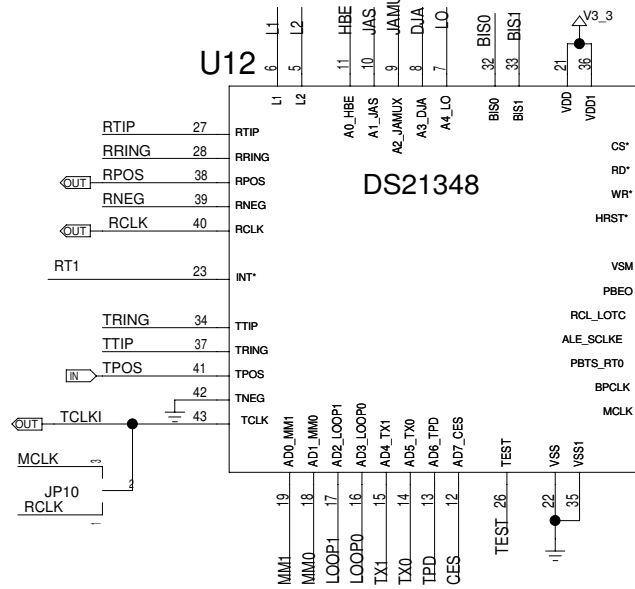 L1
L2
HBE
JAS
JAMU
DJA
LO
BIS0
BIS1
V3_3
U12
6
5
11
10
9
8
7
32
33
21
36
L1
L2
A0_HBE
A1_JAS
A2_JAMUX
A3_DJA
A4_LO
BIS0
BIS1
VDD
VDD1
DS21348
RTIP 27 RTIP
RRING 28 RRING
OUT RPOS 38 RPOS
RNEG 39 RNEG
OUT RCLK 40 RCLK
RT1 23 INT*
TRING 34 TTIP
TTIP 37 TRING
IN TPOS 41 TPOS
42 TNEG
OUT TCLKI 43 TCLK
CS*
RD*
WR*
HRST*
VSM
PBEO
RCL_LOTC
ALE_SCLKE
PBTS_RT0
BPCLK
MCLK
MCLK 3
JP10 2
RCLK 1
AD0_MM1
AD1_MM0
AD2_LOOP1
AD3_LOOP0
AD4_TX1
AD5_TX0
AD6_TPD
AD7_CES
TEST
VSS
VSS1
19
18
17
16
15
14
13
12
26
22
35
MM1
MM0
LOOP1
LOOP0
TX1
TX0
TPD
CES
TEST